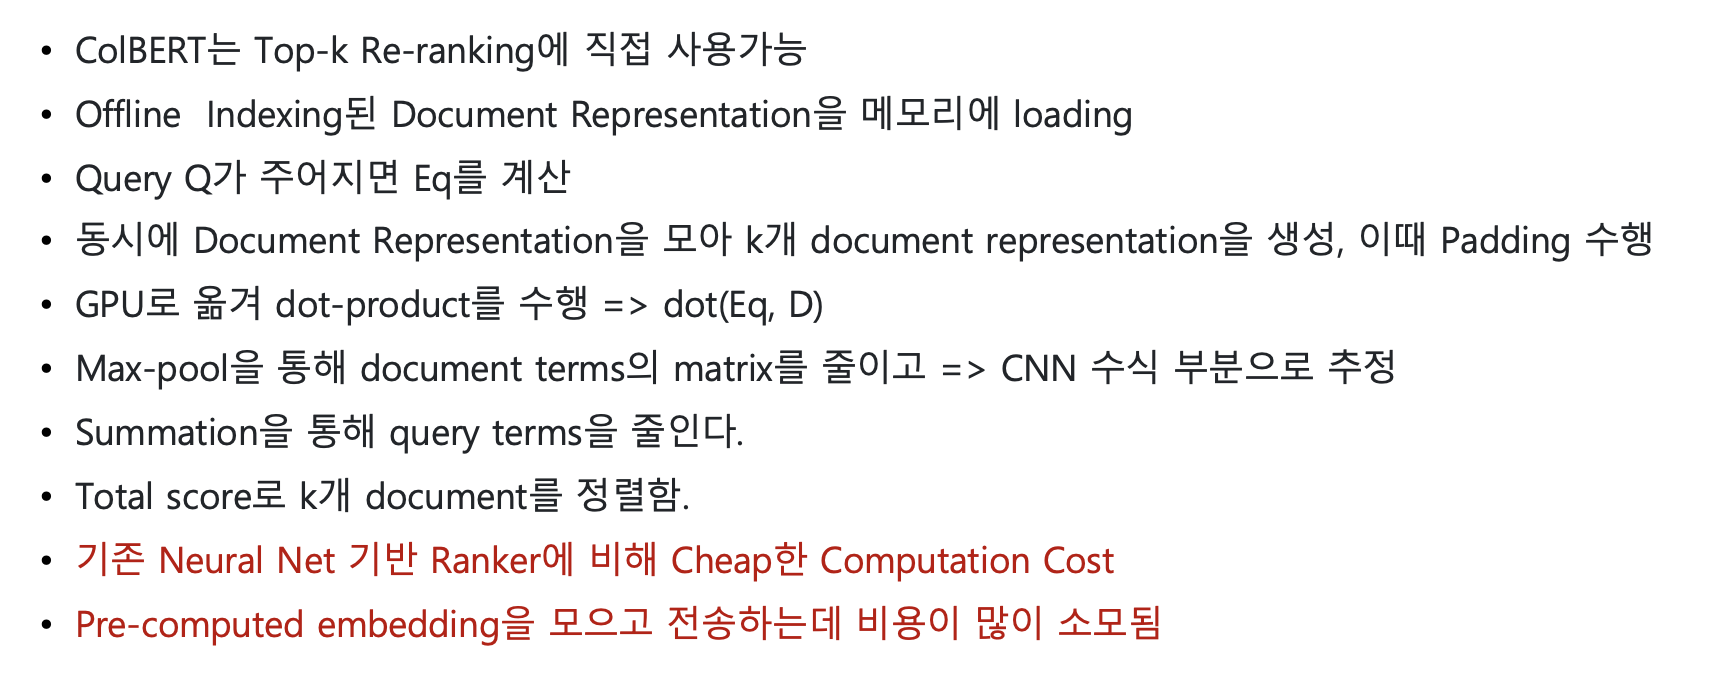 • ColBERT는 Top-k Re-ranking에 직접 사용가능
• Offline  Indexing된 Document Representation을 메모리에 loading
• Query Q가 주어지면 Eq를 계산
• 동시에 Document Representation을 모아 k개 document representation을 생성, 이때 Padding 수행
• GPU로 옮겨 dot-product를 수행 => dot(Eq, D)
• Max-pool을 통해 document terms의 matrix를 줄이고 => CNN 수식 부분으로 추정
• Summation을 통해 query terms을 줄인다.
• Total score로 k개 document를 정렬함.
• 기존 Neural Net 기반 Ranker에 비해 Cheap한 Computation Cost
• Pre-computed embedding을 모으고 전송하는데 비용이 많이 소모됨